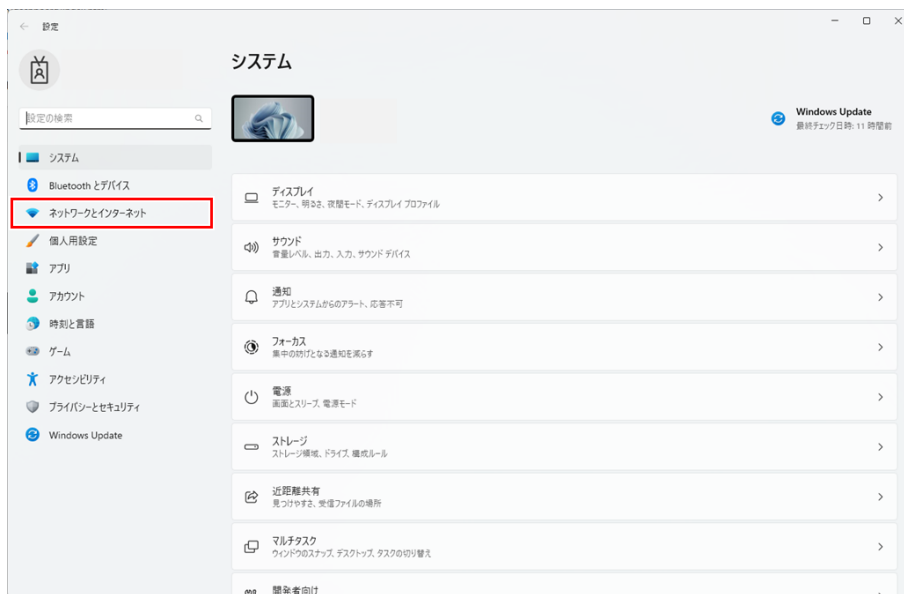 設定
システム
設定の検索
Windows Update
最終チェック日時: 11 時間前
システム
Bluetooth とデバイス
ネットワークとインターネット
個人用設定
アプリ
アカウント
時刻と言語
ゲーム
アクセシビリティ
プライバシーとセキュリティ
Windows Update
ディスプレイ
モニター、明るさ、夜間モード、ディスプレイ プロファイル
サウンド
音量レベル、出力、入力、サウンド デバイス
通知
アプリとシステムからのアラート、応答不可
フォーカス
集中の妨げとなる通知を減らす
電源
画面とスリープ、電源モード
ストレージ
ストレージ領域、ドライブ、構成ルール
近距離共有
見つけやすさ、受信ファイルの場所
マルチタスク
ウィンドウのスナップ、デスクトップ、タスクの切り替え
開発者向け